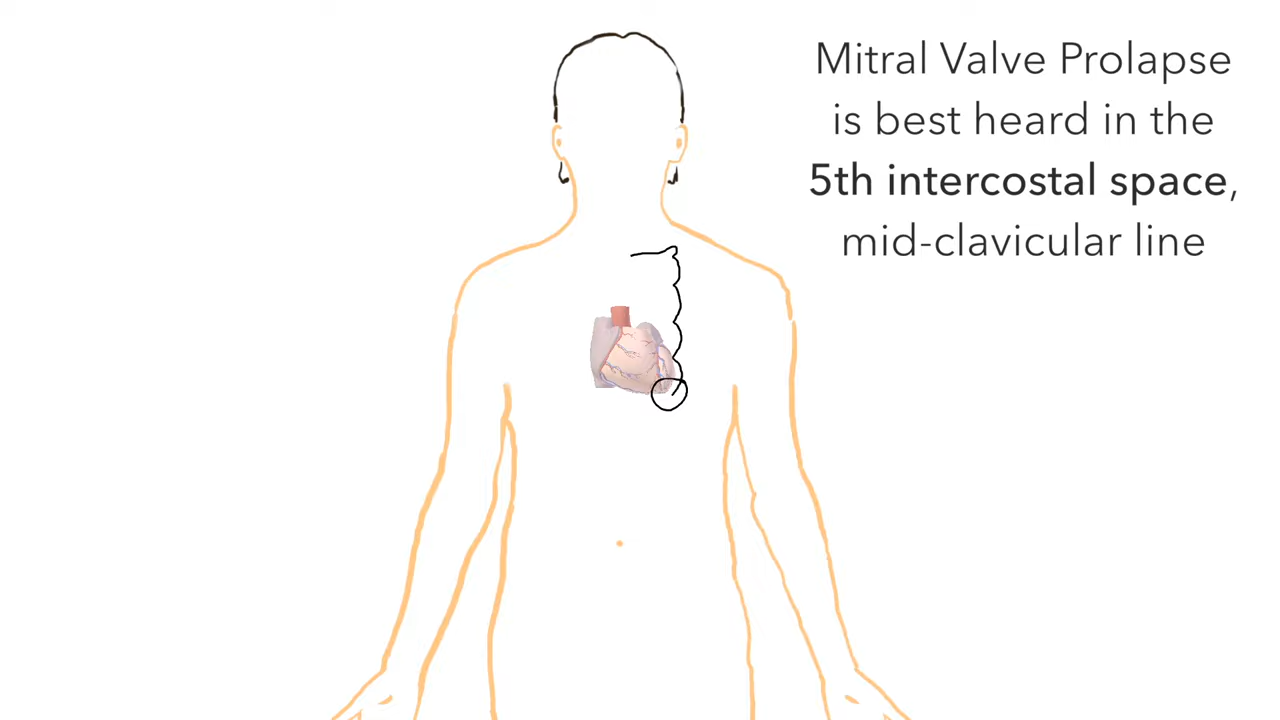 Mitral Valve Prolapse
is best heard in the
5th intercostal space,
mid-clavicular line